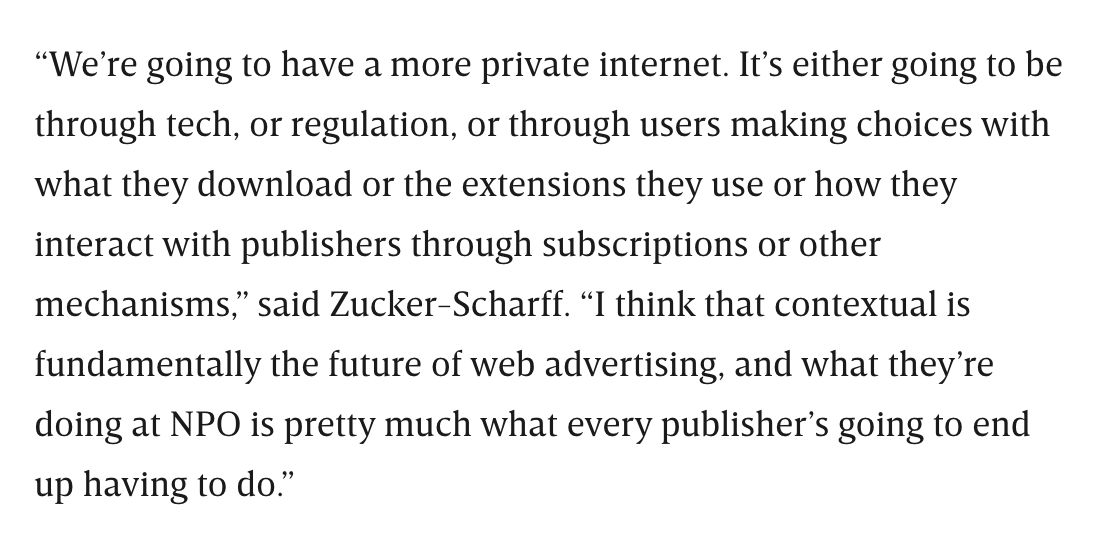 “We’re going to have a more private internet. It’s either going to be
through tech, or regulation, or through users making choices with
what they download or the extensions they use or how they
interact with publishers through subscriptions or other
mechanisms,” said Zucker-Scharff. “I think that contextual is
fundamentally the future of web advertising, and what they’re
doing at NPO is pretty much what every publisher’s going to end
up having to do.”